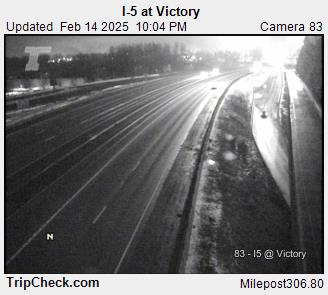 I-5 at Victory
Updated Feb 14 2025 10:04 PM Camera 83
T
N
83 - I5 @ Victory
TripCheck.com Milepost306.80